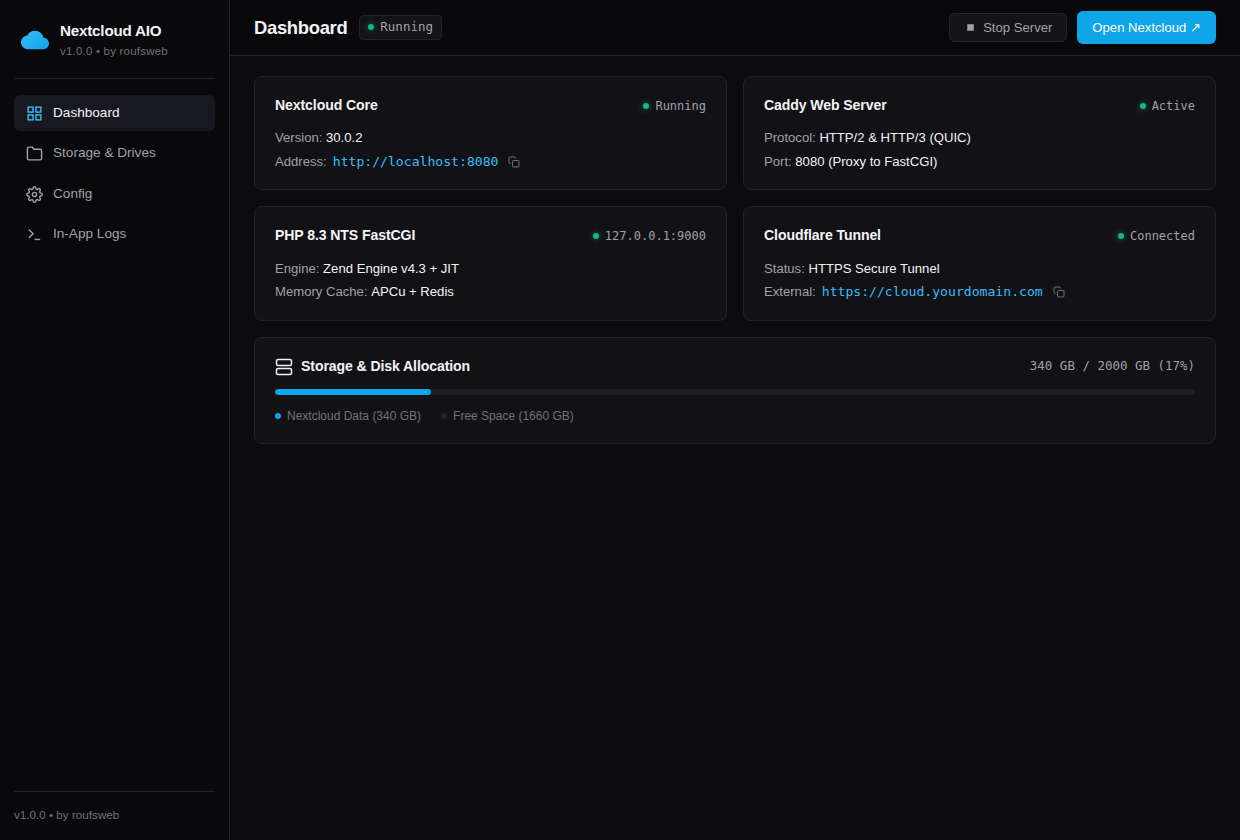 Nextcloud AIO
v1.0.0 • by roufsweb
Dashboard
Storage & Drives
Config
In-App Logs
v1.0.0 • by roufsweb
Dashboard
Running
Stop Server
Open Nextcloud ↗
Nextcloud Core
Running
Version: 30.0.2
Address: http://localhost:8080
Caddy Web Server
Active
Protocol: HTTP/2 & HTTP/3 (QUIC)
Port: 8080 (Proxy to FastCGI)
PHP 8.3 NTS FastCGI
127.0.0.1:9000
Engine: Zend Engine v4.3 + JIT
Memory Cache: APCu + Redis
Cloudflare Tunnel
Connected
Status: HTTPS Secure Tunnel
External: https://cloud.yourdomain.com
Storage & Disk Allocation
340 GB / 2000 GB (17%)
Nextcloud Data (340 GB)
Free Space (1660 GB)